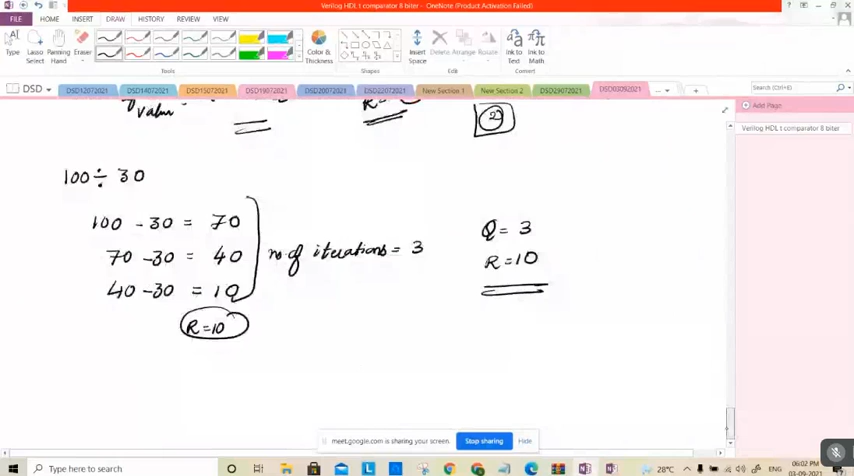 Verilog HDL t comparator 8 biter - OneNote (Product Activation Failed)
FILE HOME INSERT DRAW HISTORY REVIEW VIEW
Type Lasso Select Panning Hand Eraser Color & Thickness Insert Space Delete Arrange Rotate Ink to Text Ink to Math
Tools Shapes Edit Convert
DSD DSD12072021 DSD14072021 DSD15072021 DSD19072021 DSD20072021 DSD22072021 New Section 1 New Section 2 DSD29072021 DSD03092021 Search (Ctrl+E)
Add Page
Verilog HDL t comparator 8 biter
value
2
100 ÷ 30
100 - 30 = 70
70 - 30 = 40
40 - 30 = 10
no. of iterations = 3
R = 10
Q = 3
R = 10
meet.google.com is sharing your screen. Stop sharing Hide
Type here to search
28°C ENG 06:02 PM 03-09-2021